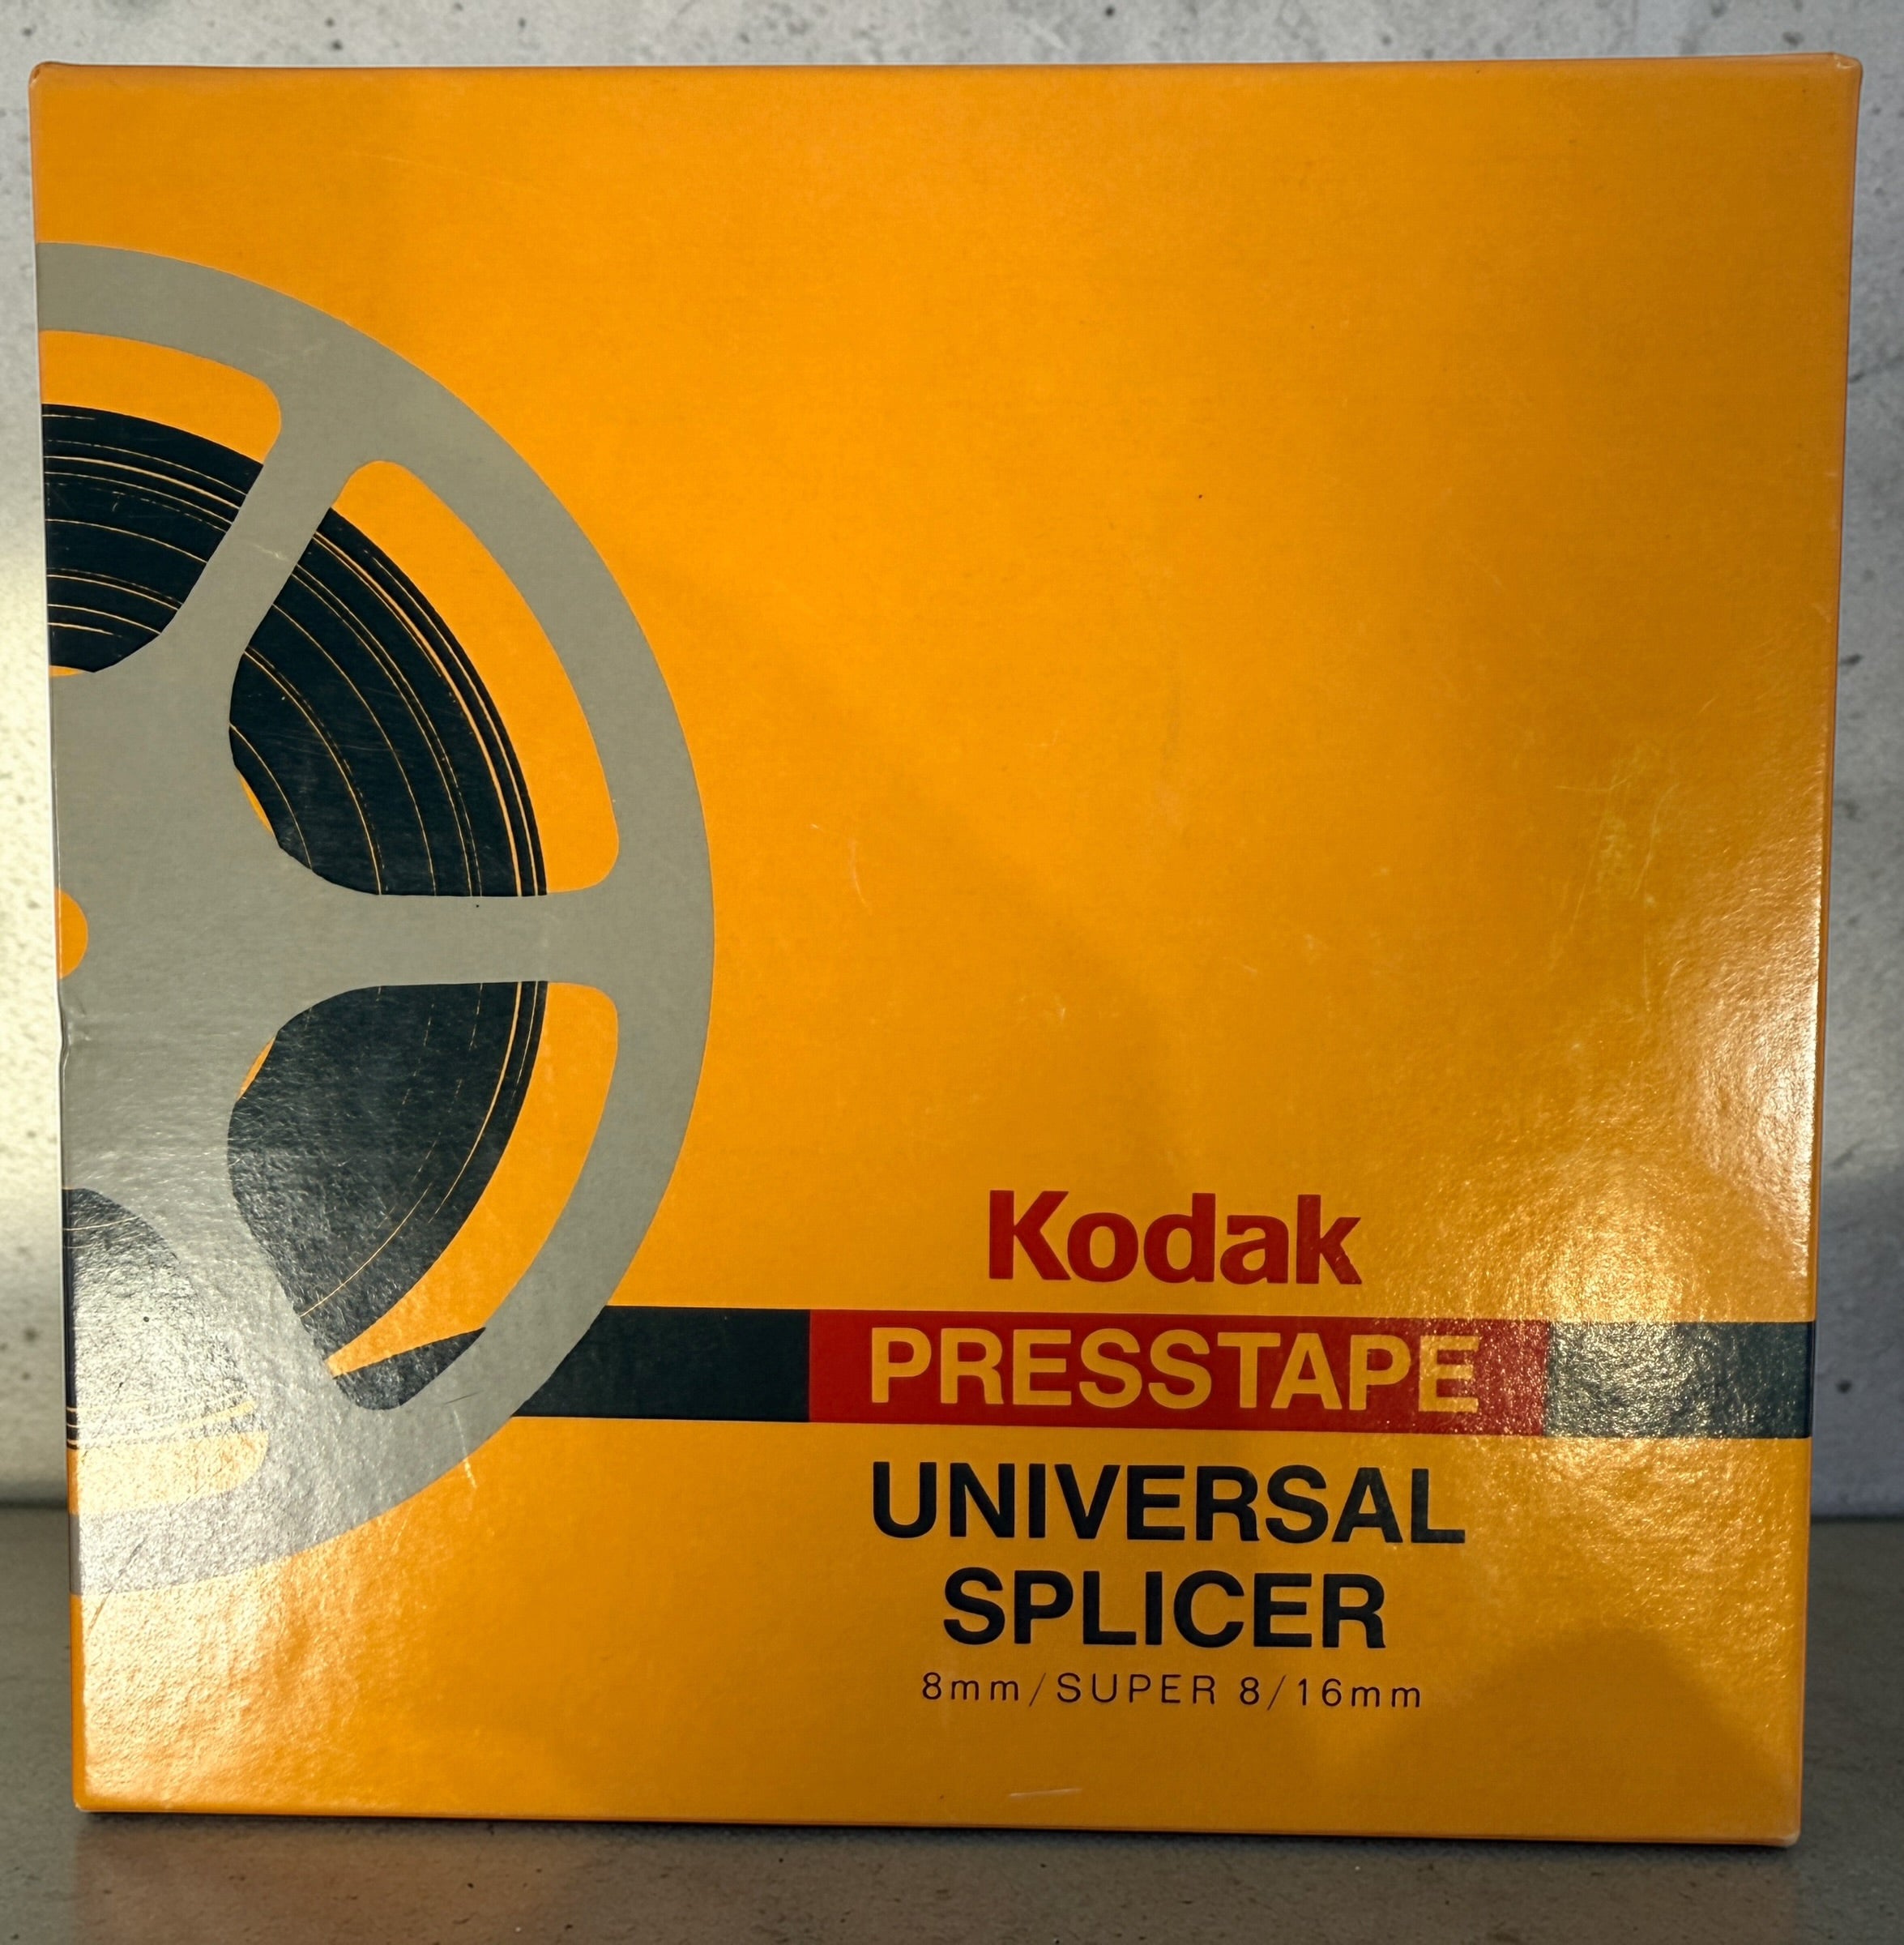 Kodak
PRESSTAPE
UNIVERSAL
SPLICER
8mm/SUPER 8/16mm